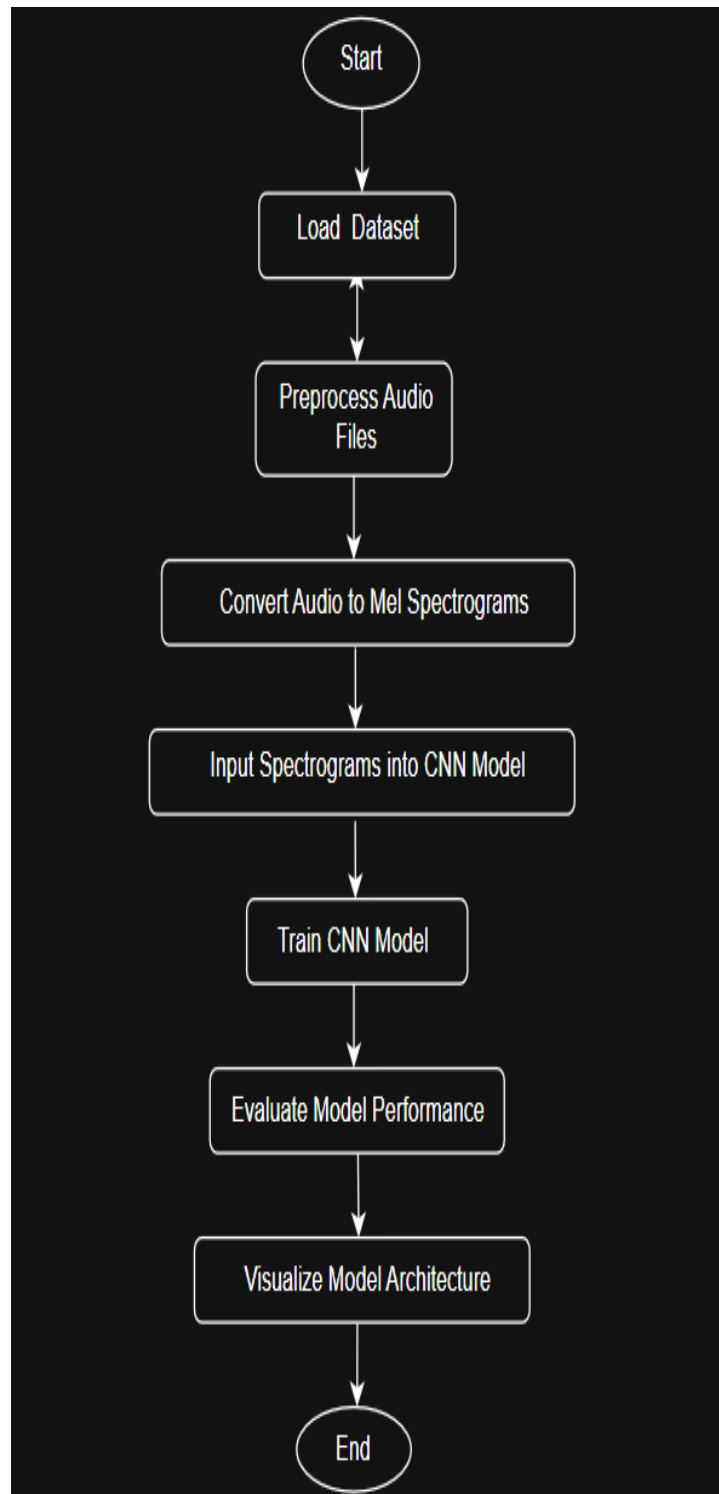 Start
Load Dataset
Preprocess Audio
Files
Convert Audio to Mel Spectrograms
Input Spectrograms into CNN Model
Train CNN Model
Evaluate Model Performance
Visualize Model Architecture
End